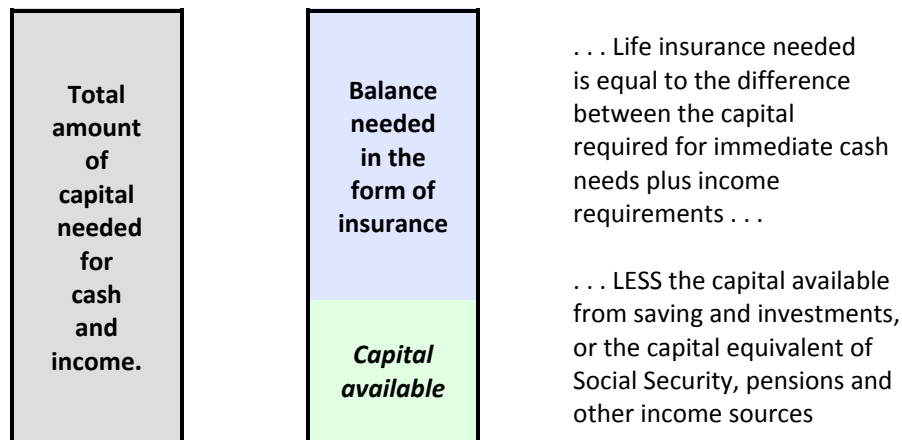 Total
amount
of
capital
needed
for
cash
and
income.
Balance
needed
in the
form of
insurance
Capital
available
. . . Life insurance needed
is equal to the difference
between the capital
required for immediate cash
needs plus income
requirements . . .
. . . LESS the capital available
from saving and investments,
or the capital equivalent of
Social Security, pensions and
other income sources